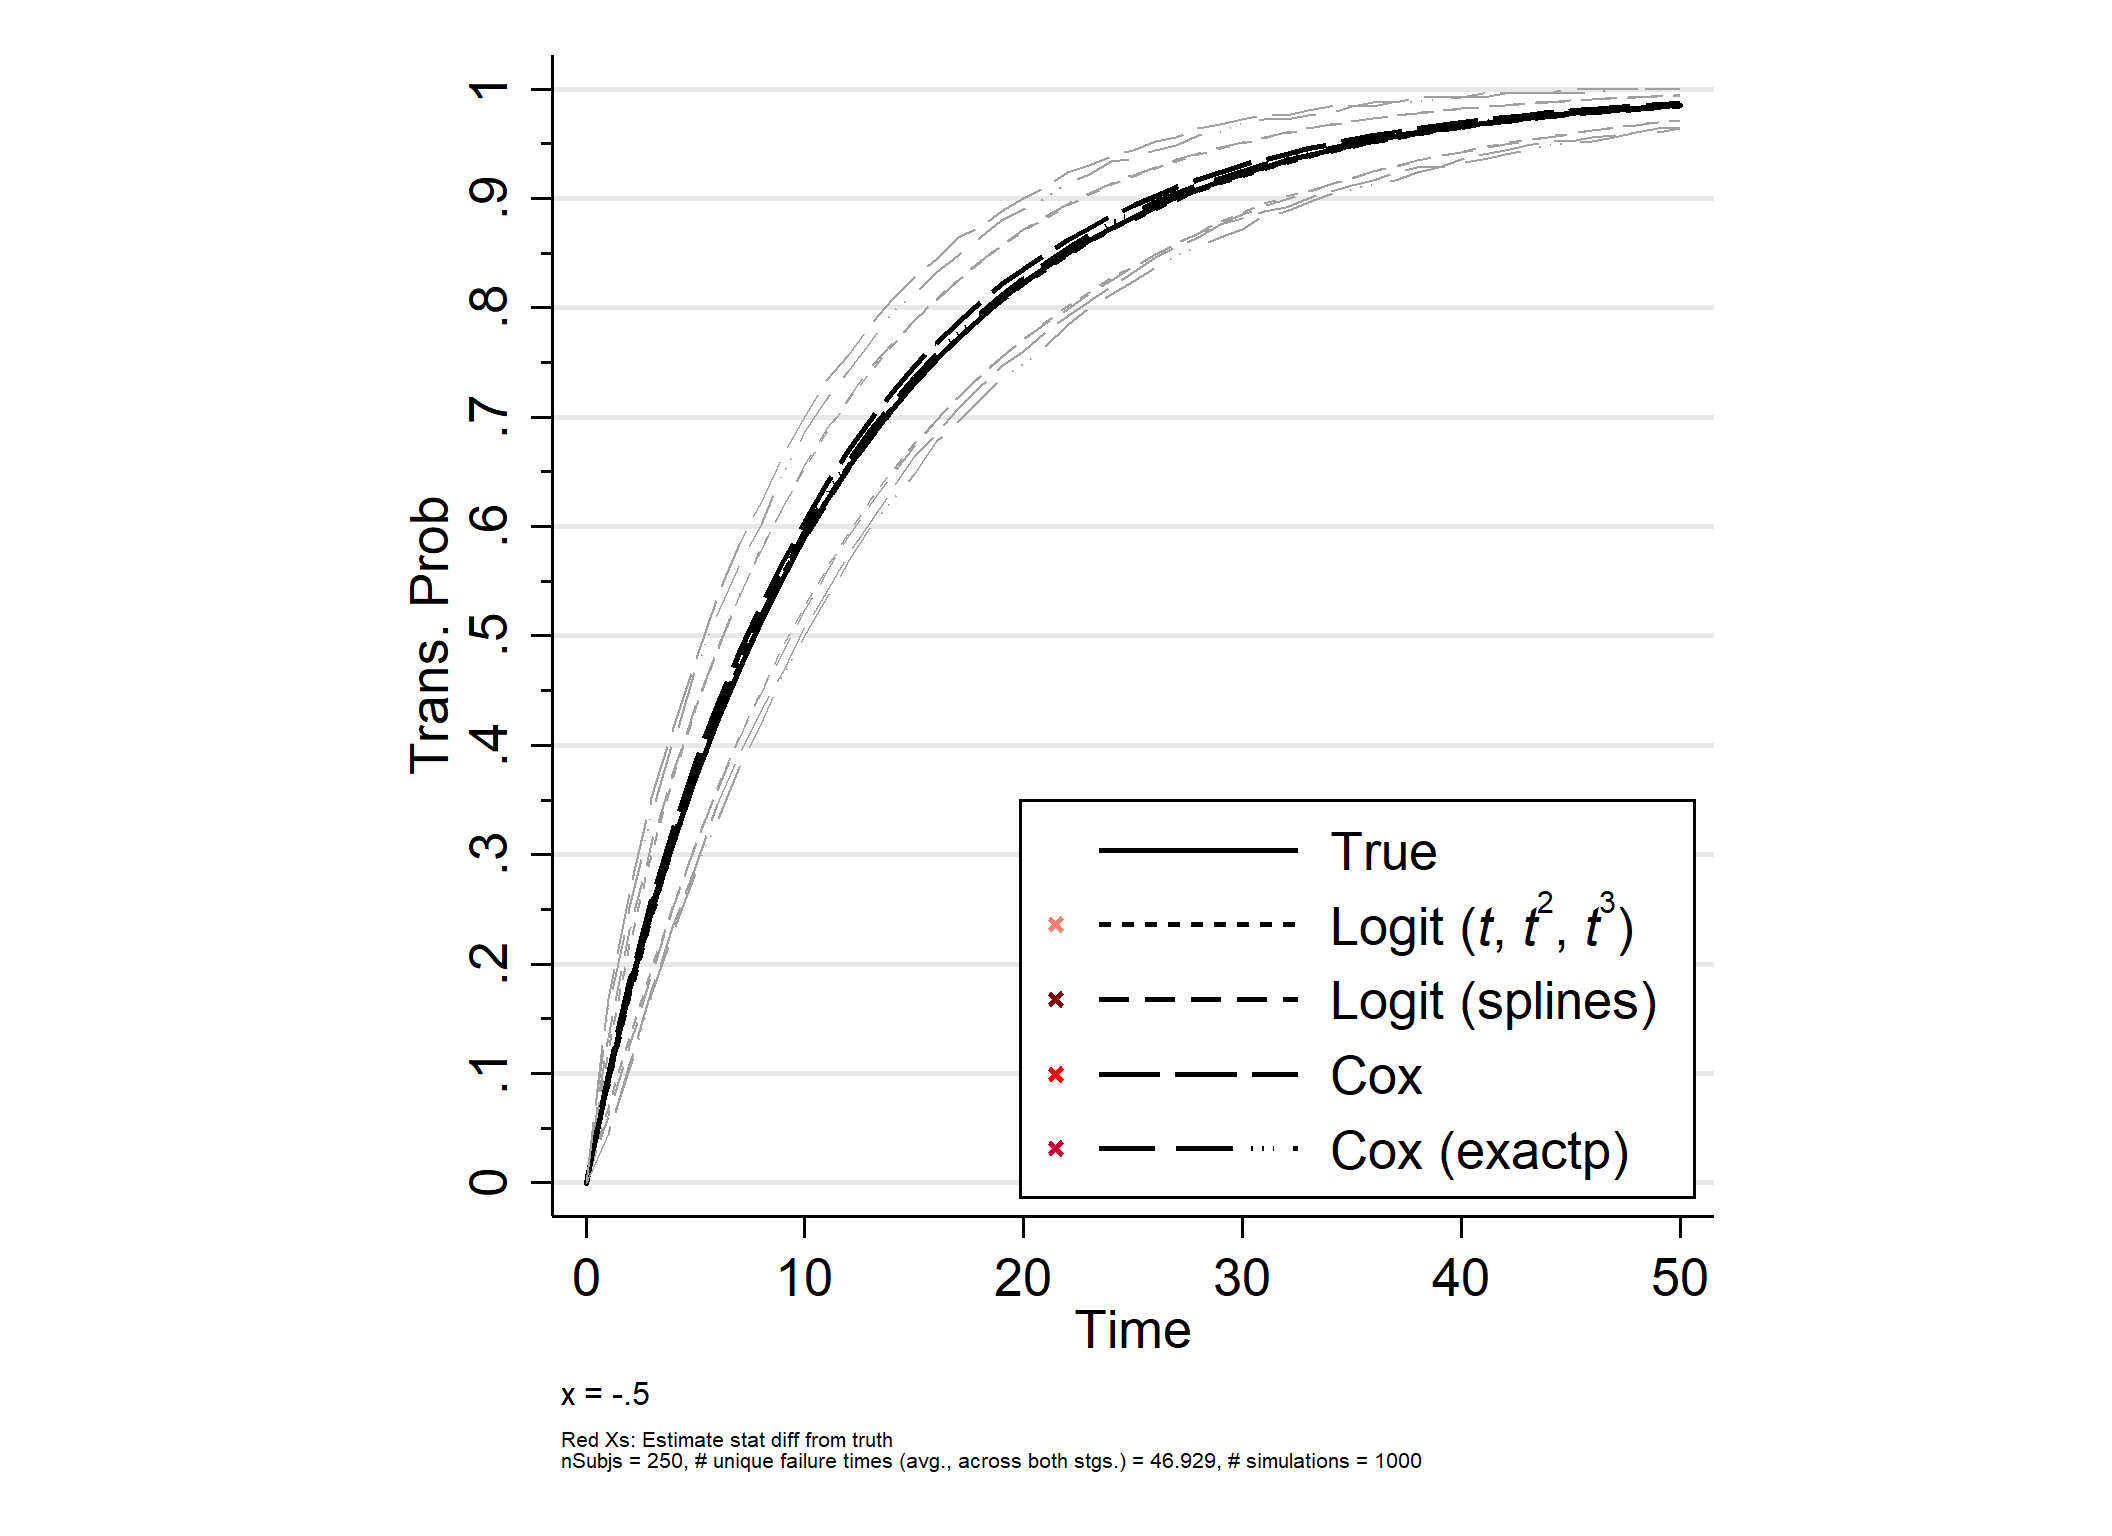 Trans. Prob
1
.9
.8
.7
.6
.5
.4
.3
.2
.1
0
True
Logit (t, t², t³)
Logit (splines)
Cox
Cox (exactp)
0 10 20 30 40 50
Time
x = -.5
Red Xs: Estimate stat diff from truth
nSubjs = 250, # unique failure times (avg., across both stgs.) = 46.929, # simulations = 1000